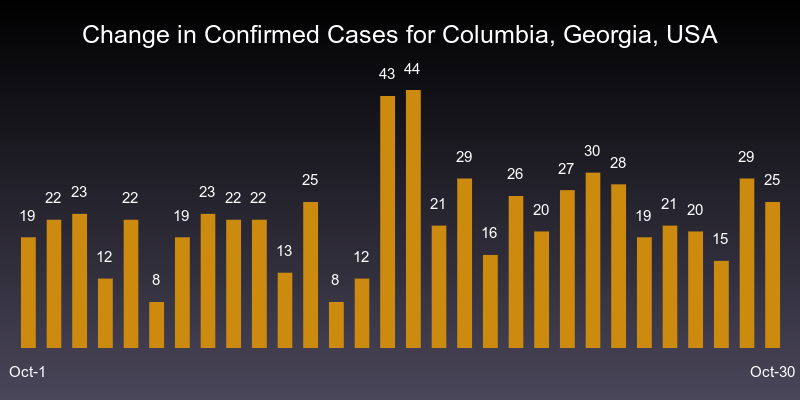 Change in Confirmed Cases for Columbia, Georgia, USA
19 22 23 12 22 8 19 23 22 22 13 25 8 12 43 44 21 29 16 26 20 27 30 28 19 21 20 15 29 25
Oct-1 Oct-30